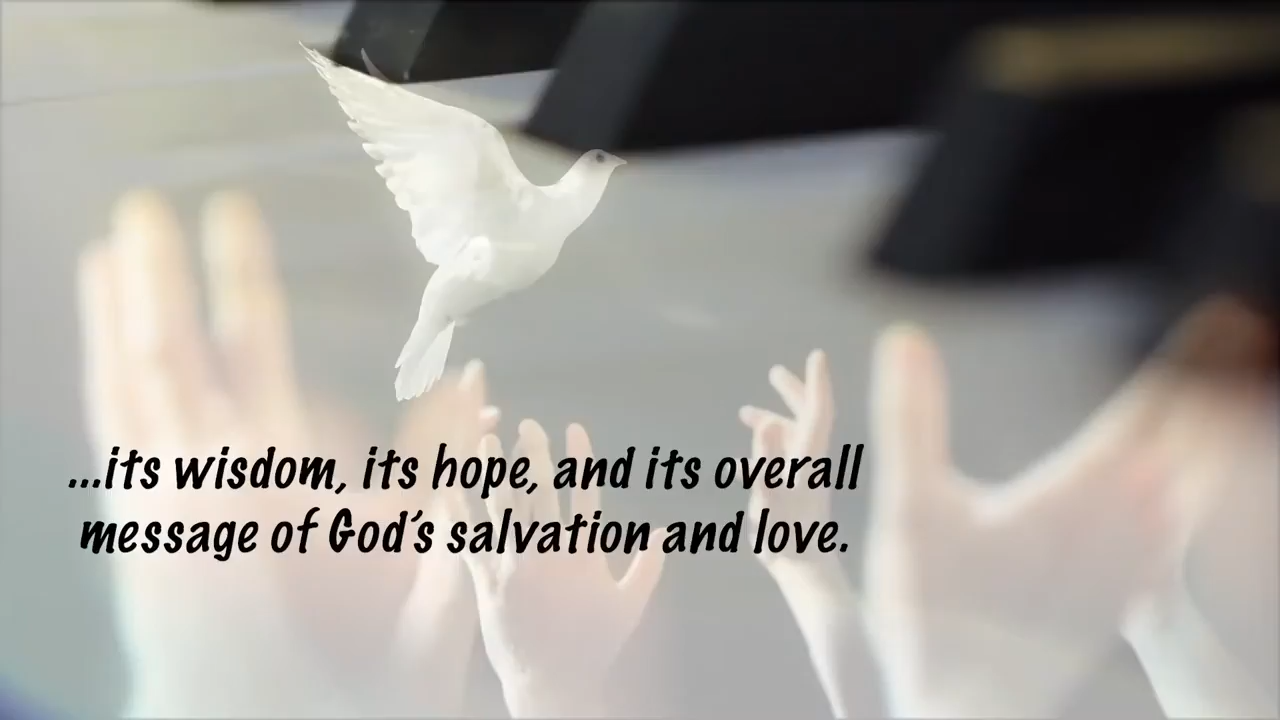 ...its wisdom, its hope, and its overall
message of God's salvation and love.